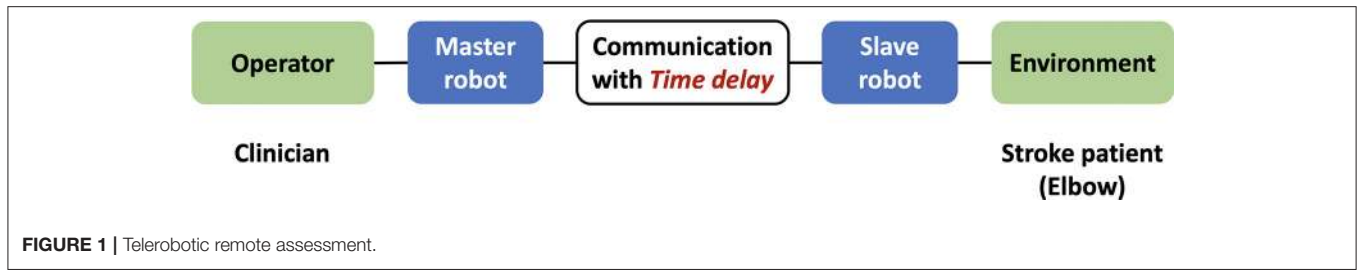 Operator
Master
robot
Communication
with Time delay
Slave
robot
Environment
Clinician
Stroke patient
(Elbow)
FIGURE 1 | Telerobotic remote assessment.